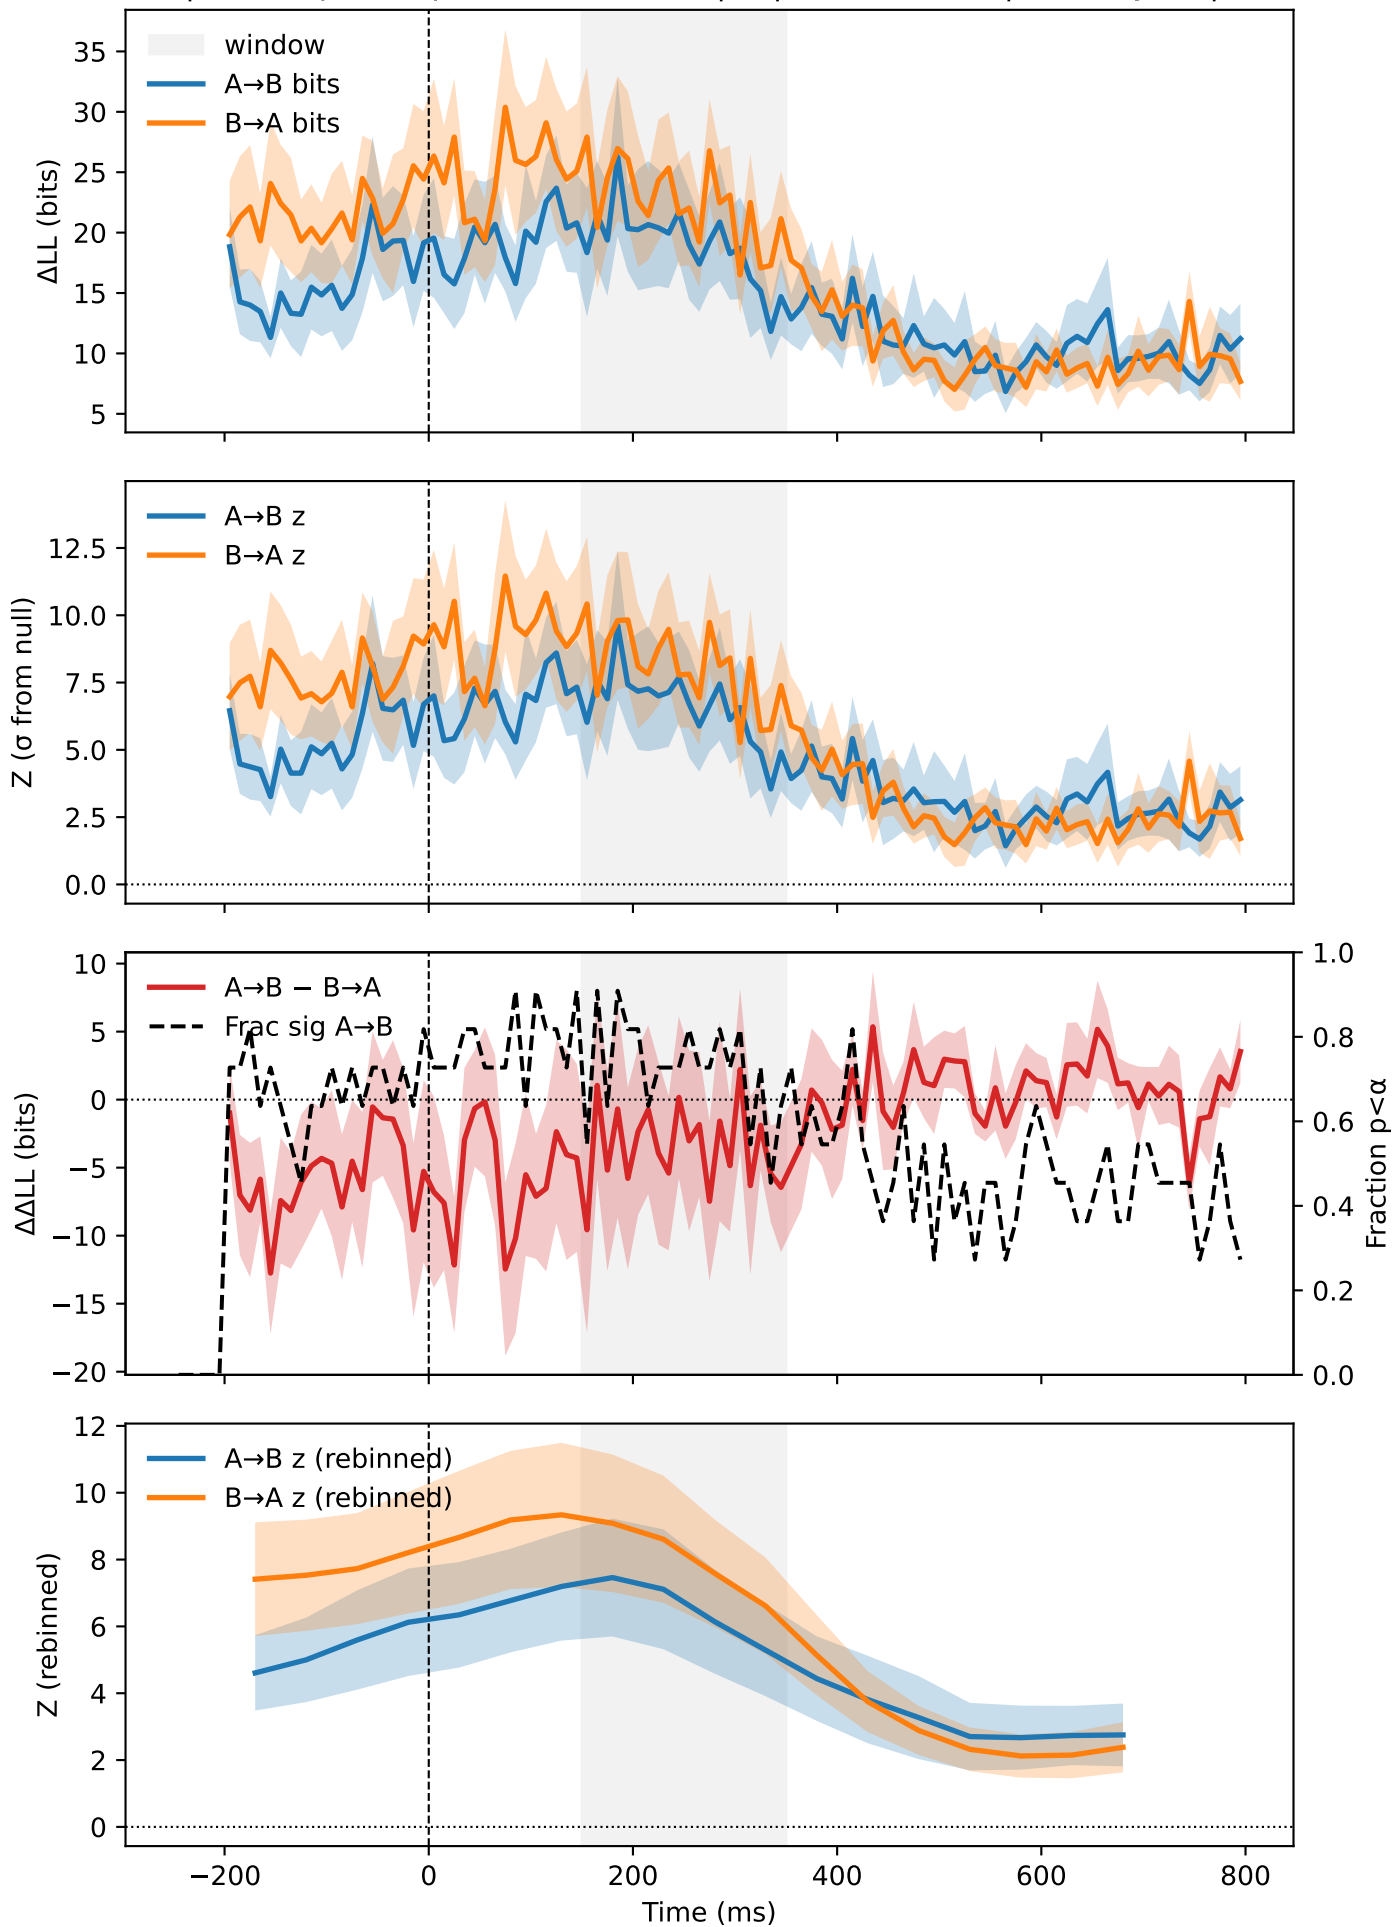 35
30
25
20
15
10
5
ΔLL (bits)
window
A→B bits
B→A bits
12.5
10.0
7.5
5.0
2.5
0.0
Z (σ from null)
A→B z
B→A z
10
5
0
−5
−10
−15
−20
ΔΔLL (bits)
A→B − B→A
Frac sig A→B
1.0
0.8
0.6
0.4
0.2
0.0
Fraction p<α
12
10
8
6
4
2
0
Z (rebinned)
A→B z (rebinned)
B→A z (rebinned)
−200 0 200 400 600 800
Time (ms)